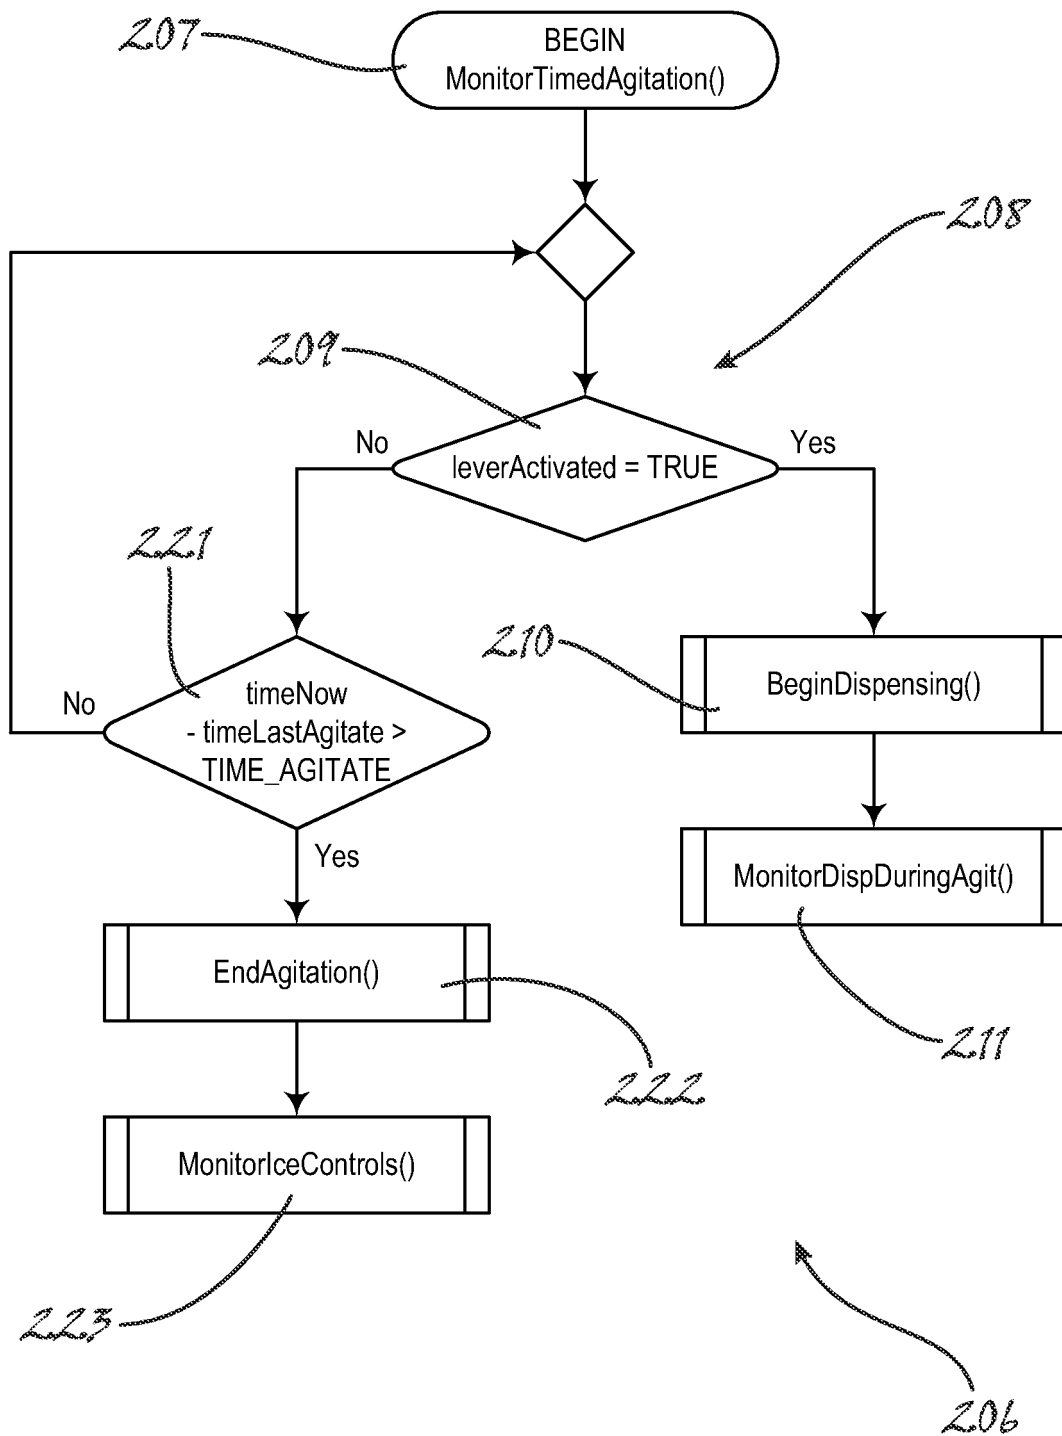 207
BEGIN
MonitorTimedAgitation()
208
209
No
leverActivated = TRUE
Yes
221
210
No
timeNow
- timeLastAgitate >
TIME_AGITATE
BeginDispensing()
Yes
MonitorDispDuringAgit()
EndAgitation()
211
222
MonitorIceControls()
223
206